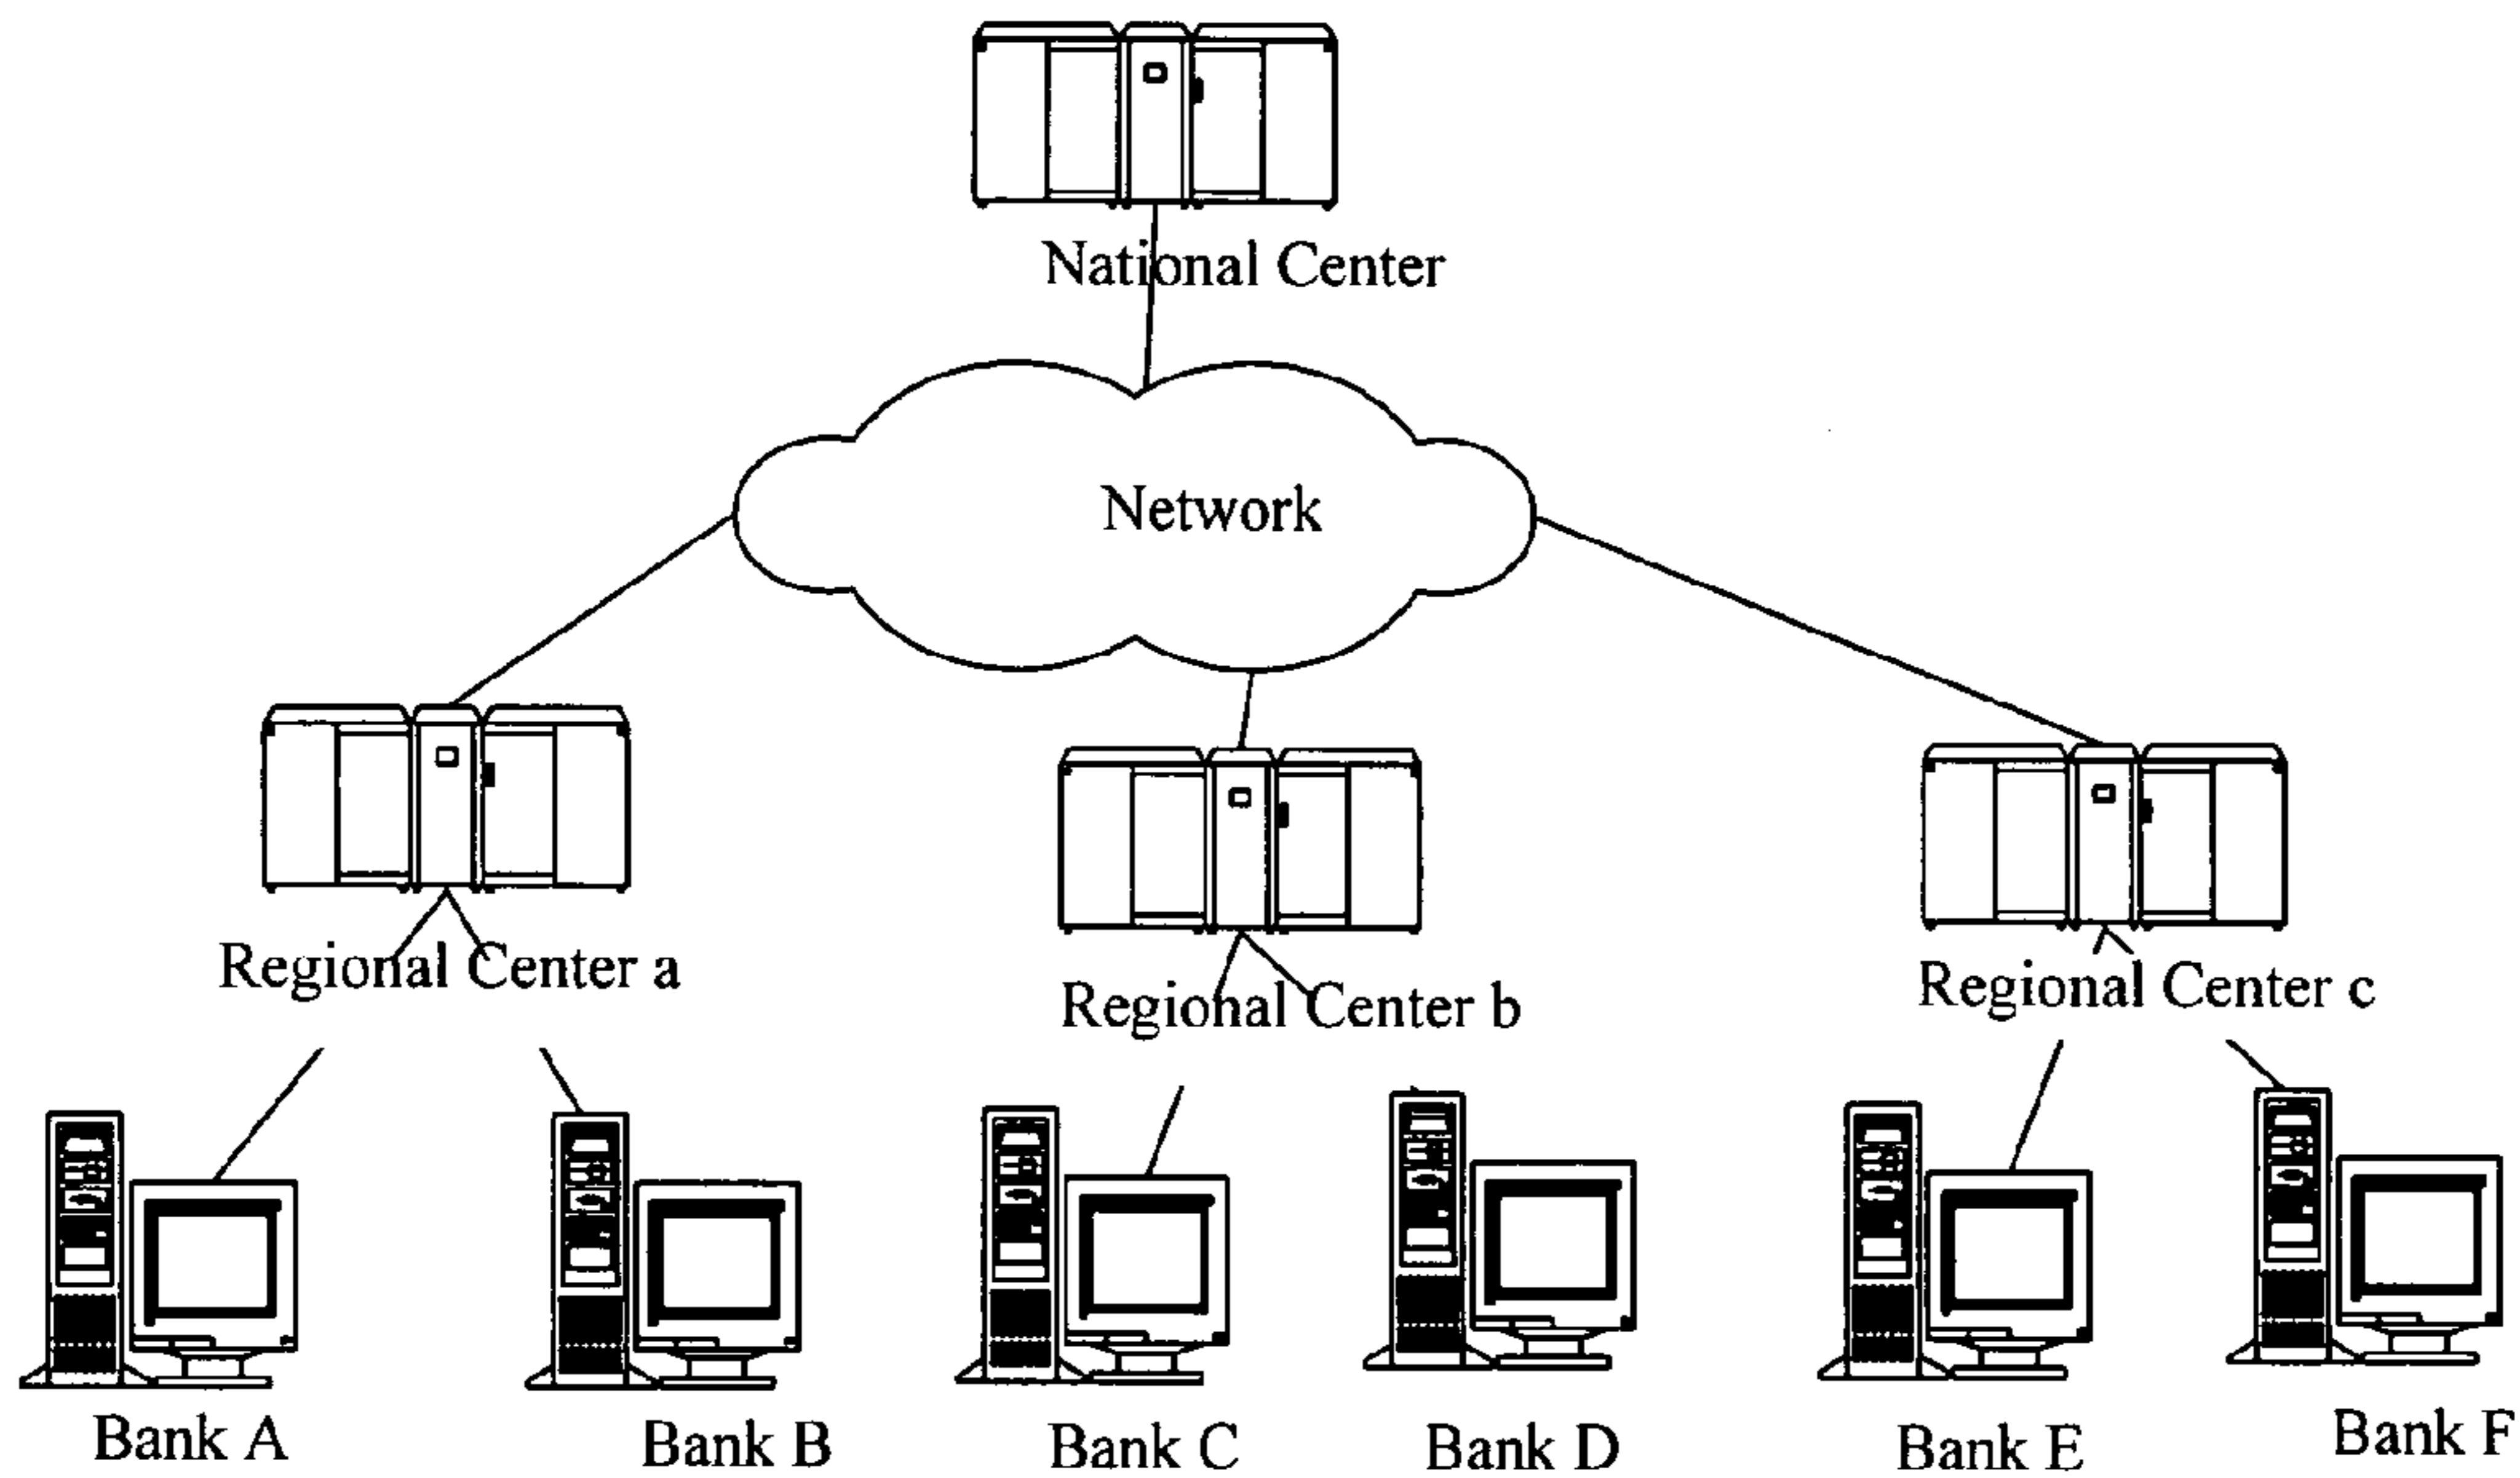 National Center
Network
Regional Center a
Regional Center b
Regional Center c
Bank A
Bank B
Bank C
Bank D
Bank E
Bank F